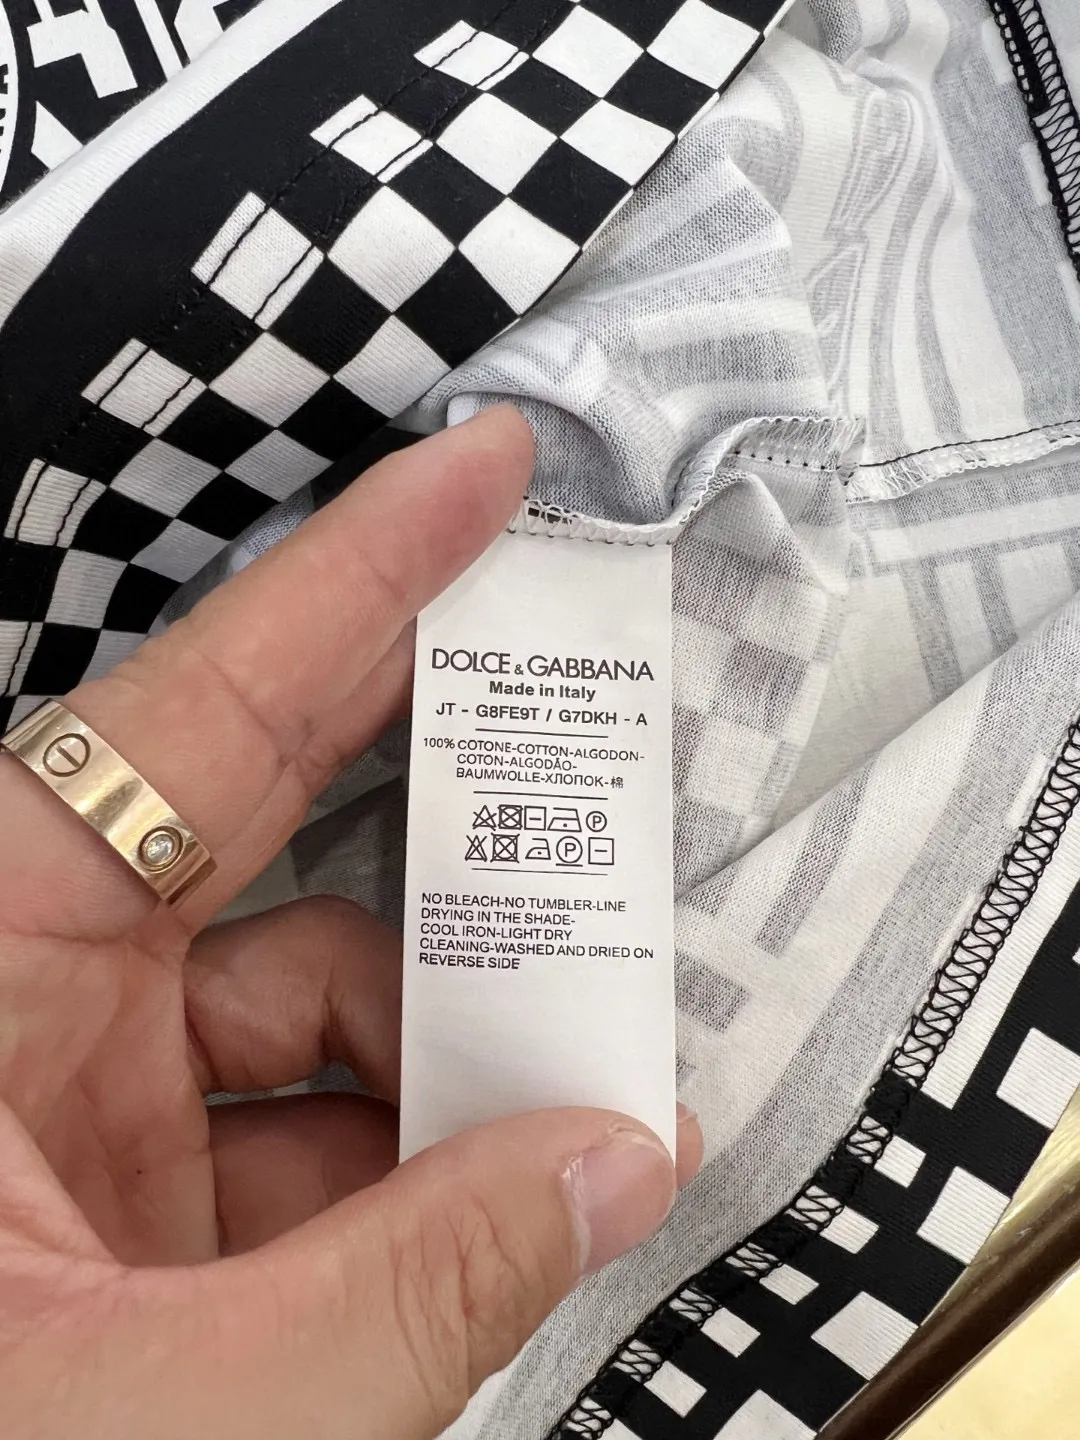 DOLCE & GABBANA
Made in Italy
JT - G8FE9T / G7DKH - A
100% COTONE-COTTON-ALGODON-
COTON-ALGODÃO-
BAUMWOLLE-ХЛОПОК-棉
NO BLEACH-NO TUMBLER-LINE
DRYING IN THE SHADE-
COOL IRON-LIGHT DRY
CLEANING-WASHED AND DRIED ON
REVERSE SIDE